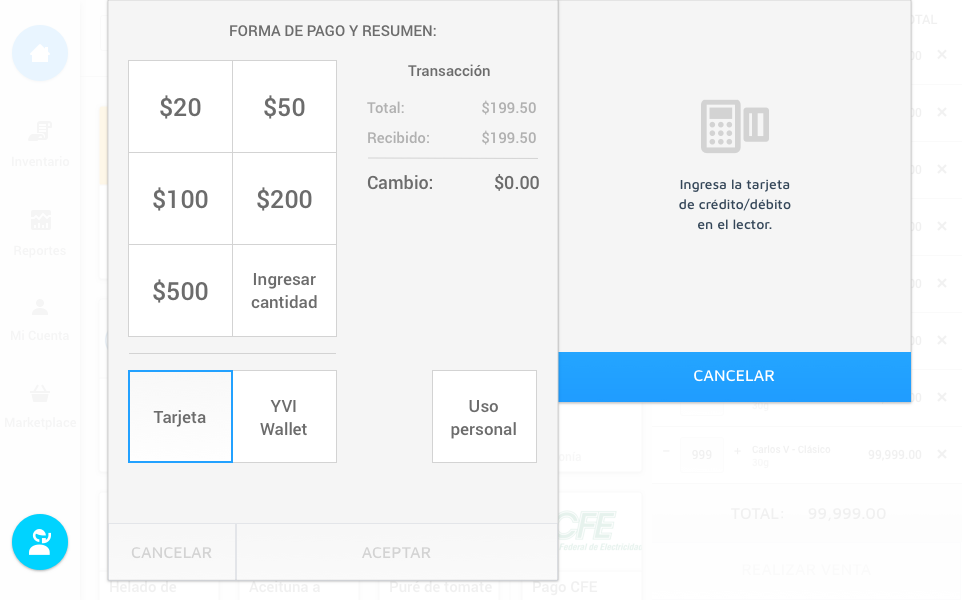 FORMA DE PAGO Y RESUMEN:
$20
$50
$100
$200
$500
Ingresar
cantidad
Tarjeta
YVI
Wallet
Uso
personal
Transacción
Total: $199.50
Recibido: $199.50
Cambio: $0.00
CANCELAR
ACEPTAR
Ingresa la tarjeta
de crédito/débito
en el lector.
CANCELAR
Inventario
Reportes
Mi Cuenta
Marketplace
- 999 +
Carlos V - Clásico
99,999.00 ×
TOTAL: 99,999.00
REALIZAR VENTA
CFE
Helado de
Aceituna a
Puré de tomate
Pago CFE